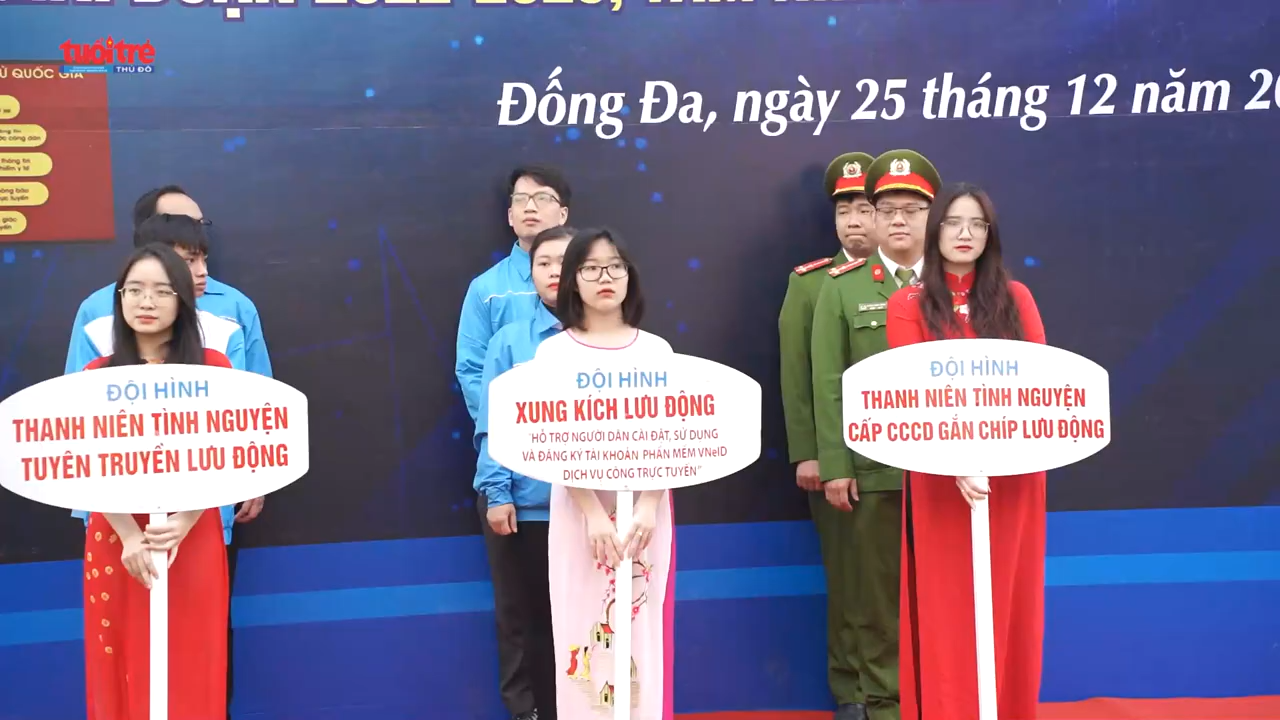 tuổi trẻ
THỦ ĐÔ
QUỐC GIA
Đống Đa, ngày 25 tháng 12 năm 20
ĐỘI HÌNH
THANH NIÊN TÌNH NGUYỆN
TUYÊN TRUYỀN LƯU ĐỘNG
ĐỘI HÌNH
XUNG KÍCH LƯU ĐỘNG
"HỖ TRỢ NGƯỜI DÂN CÀI ĐẶT, SỬ DỤNG
VÀ ĐĂNG KÝ TÀI KHOẢN PHẦN MỀM VNeID
DỊCH VỤ CÔNG TRỰC TUYẾN"
ĐỘI HÌNH
THANH NIÊN TÌNH NGUYỆN
CẤP CCCD GẮN CHÍP LƯU ĐỘNG